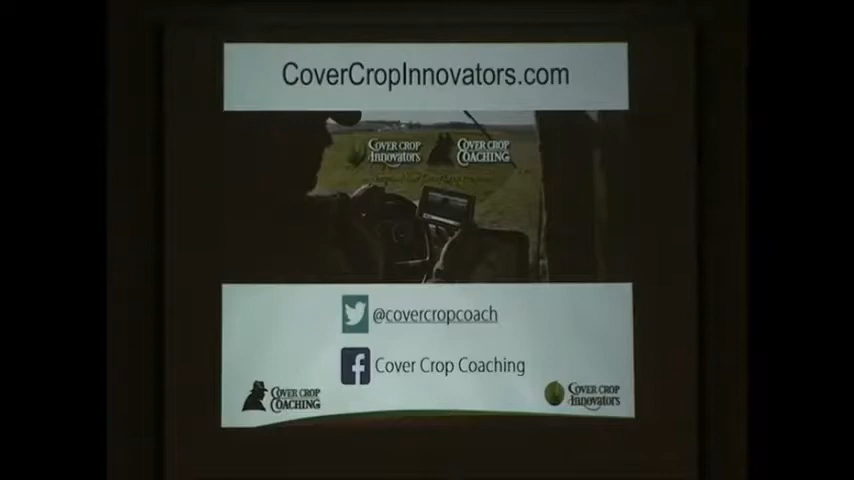 CoverCropInnovators.com
COVER CROP
Innovators
COVER CROP
COACHING
@covercropcoach
Cover Crop Coaching
COVER CROP
COACHING
COVER CROP
Innovators